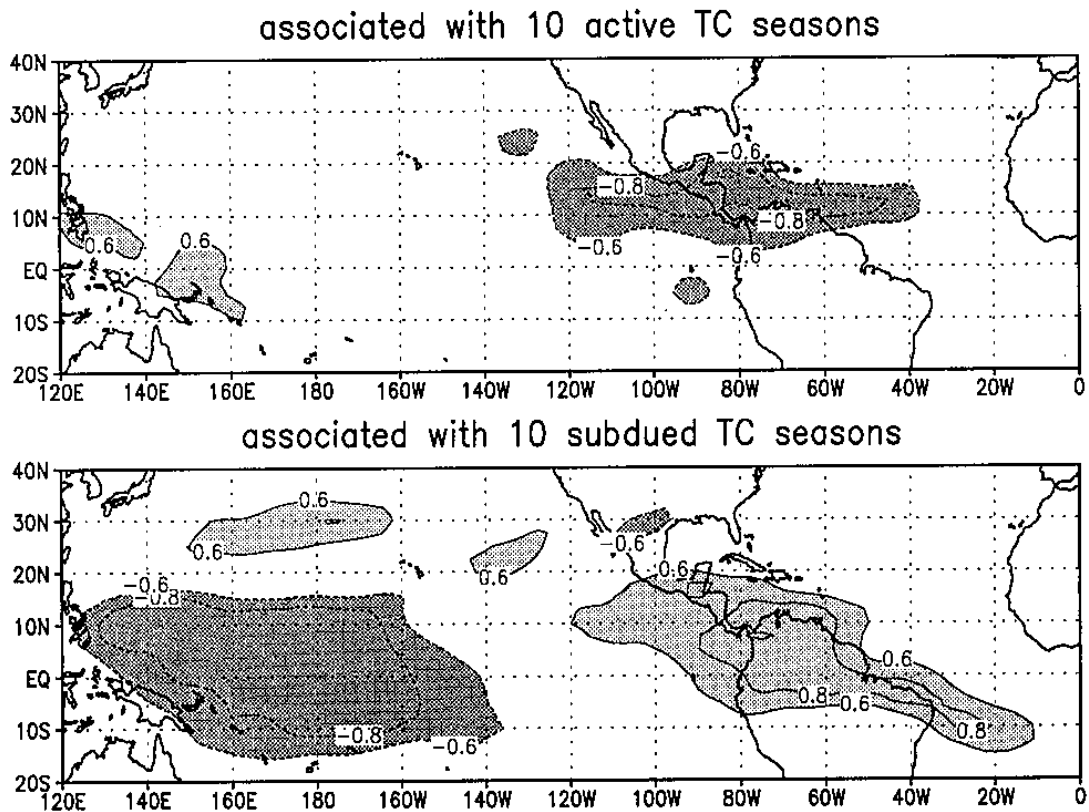 associated with 10 active TC seasons
40N
30N
20N
10N
EQ
10S
20S
-0.6
-0.8
0.6
0.6
-0.8
-0.6
-0.6
120E 140E 160E 180 160W 140W 120W 100W 80W 60W 40W 20W 0
associated with 10 subdued TC seasons
40N
30N
20N
10N
EQ
10S
20S
0.6
0.6
0.6
-0.6
0.6
-0.6
-0.8
0.6
0.8
0.6
0.8
-0.8
-0.6
120E 140E 160E 180 160W 140W 120W 100W 80W 60W 40W 20W 0